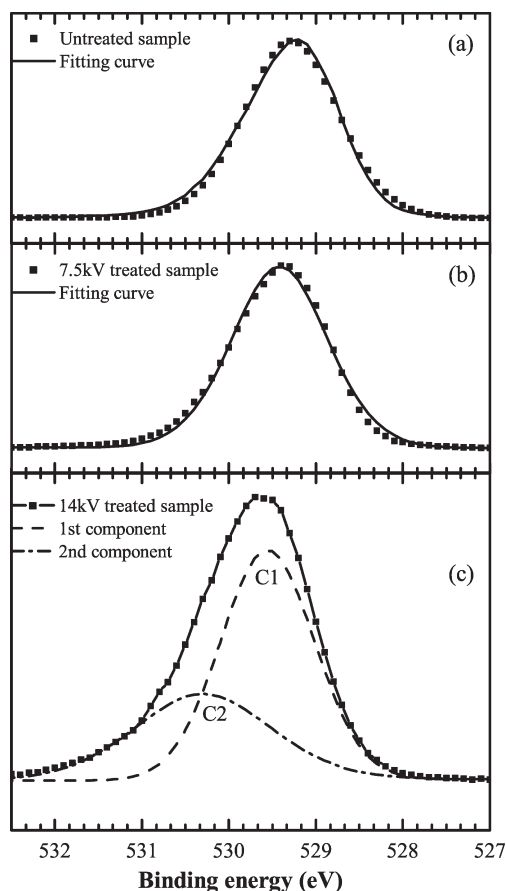 Untreated sample
Fitting curve
(a)
7.5kV treated sample
Fitting curve
(b)
14kV treated sample
1st component
2nd component
(c)
C1
C2
532 531 530 529 528 527
Binding energy (eV)